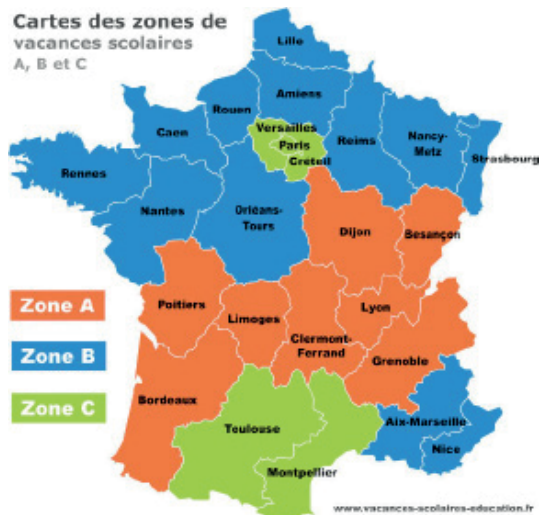 Cartes des zones de
vacances scolaires
A, B et C
Lille
Amiens
Rouen
Caen
Versailles
Paris
Creteil
Reims
Nancy-
Metz
Strasbourg
Rennes
Nantes
Orléans-
Tours
Dijon
Besançon
Zone A
Poitiers
Limoges
Lyon
Clermont-
Ferrand
Grenoble
Zone B
Bordeaux
Zone C
Toulouse
Aix-Marseille
Nice
Montpellier
www.vacances-scolaires-education.fr